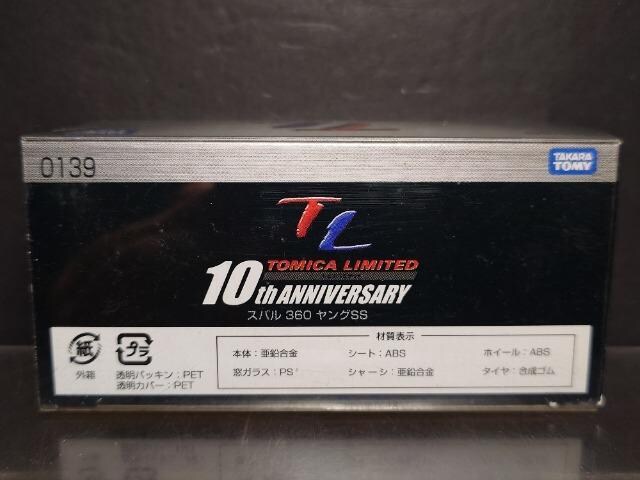 0139
TAKARA
TOMY
TL
TOMICA LIMITED
10th ANNIVERSARY
スバル 360 ヤングSS
材質表示
紙
プラ
本体：亜鉛合金 シート：ABS ホイール：ABS
外箱 透明パッキン：PET 窓ガラス：PS シャーシ：亜鉛合金 タイヤ：合成ゴム
透明カバー：PET